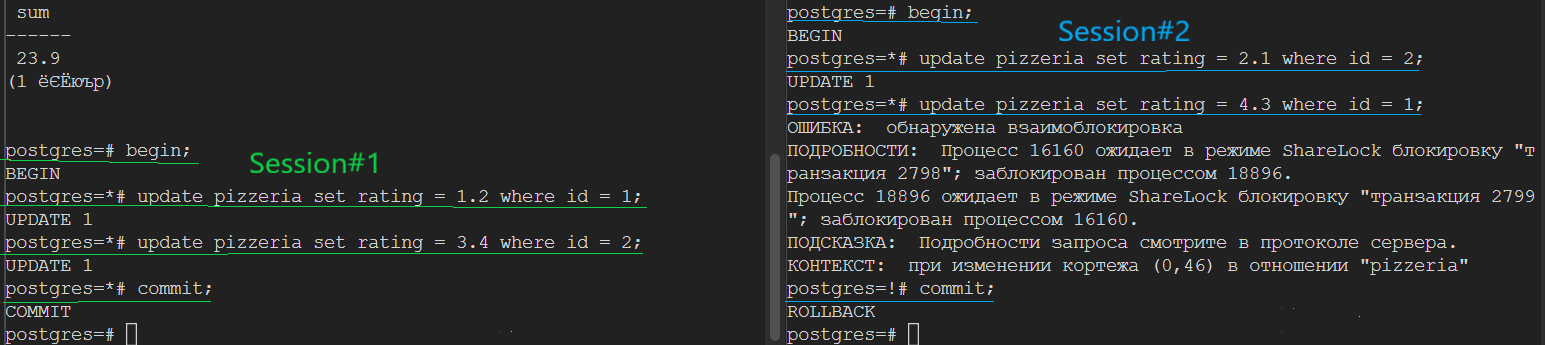 sum
------
23.9
(1 ёЄЁюър)
postgres=# begin;
Session#1
BEGIN
postgres=*# update pizzeria set rating = 1.2 where id = 1;
UPDATE 1
postgres=*# update pizzeria set rating = 3.4 where id = 2;
UPDATE 1
postgres=*# commit;
COMMIT
postgres=#
postgres=# begin;
Session#2
BEGIN
postgres=*# update pizzeria set rating = 2.1 where id = 2;
UPDATE 1
postgres=*# update pizzeria set rating = 4.3 where id = 1;
ОШИБКА:  обнаружена взаимоблокировка
ПОДРОБНОСТИ:  Процесс 16160 ожидает в режиме ShareLock блокировку "т
ранзакция 2798"; заблокирован процессом 18896.
Процесс 18896 ожидает в режиме ShareLock блокировку "транзакция 2799
"; заблокирован процессом 16160.
ПОДСКАЗКА:  Подробности запроса смотрите в протоколе сервера.
КОНТЕКСТ:  при изменении кортежа (0,46) в отношении "pizzeria"
postgres=!# commit;
ROLLBACK
postgres=#